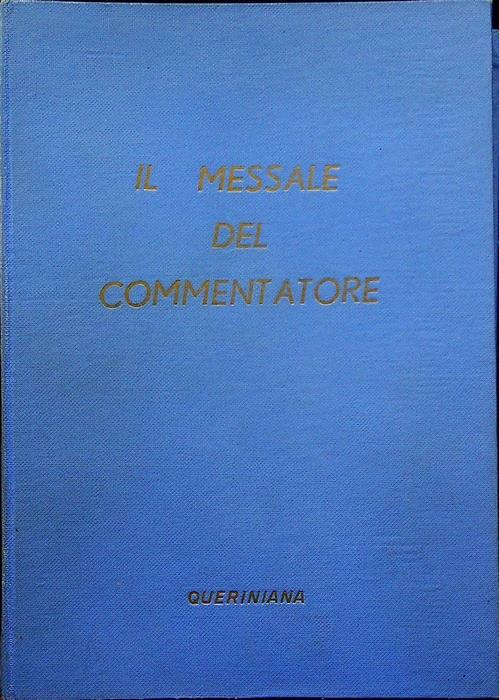 IL MESSALE
DEL
COMMENTATORE
QUERINIANA